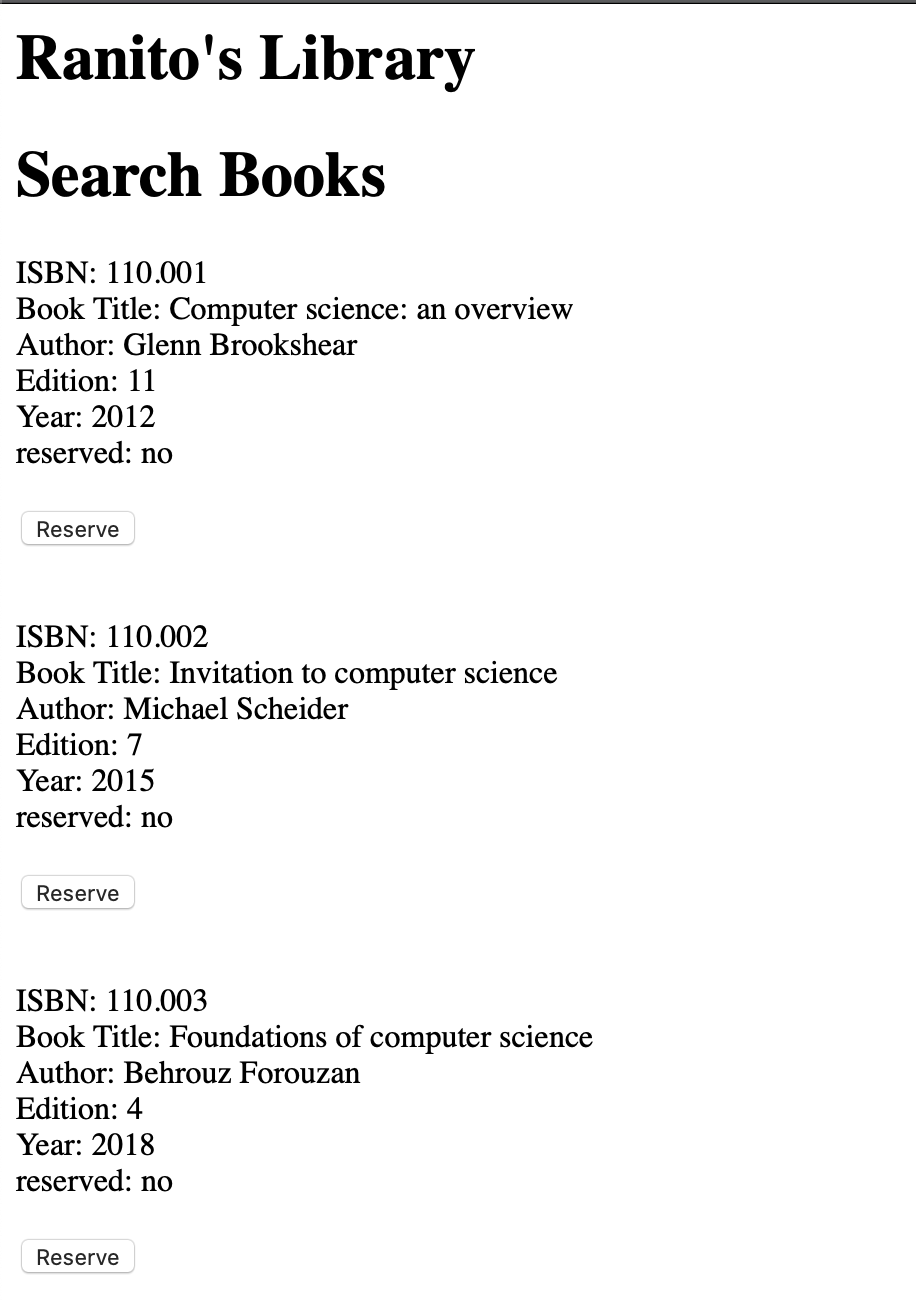 Ranito's Library
Search Books
ISBN: 110.001
Book Title: Computer science: an overview
Author: Glenn Brookshear
Edition: 11
Year: 2012
reserved: no
Reserve
ISBN: 110.002
Book Title: Invitation to computer science
Author: Michael Scheider
Edition: 7
Year: 2015
reserved: no
Reserve
ISBN: 110.003
Book Title: Foundations of computer science
Author: Behrouz Forouzan
Edition: 4
Year: 2018
reserved: no
Reserve